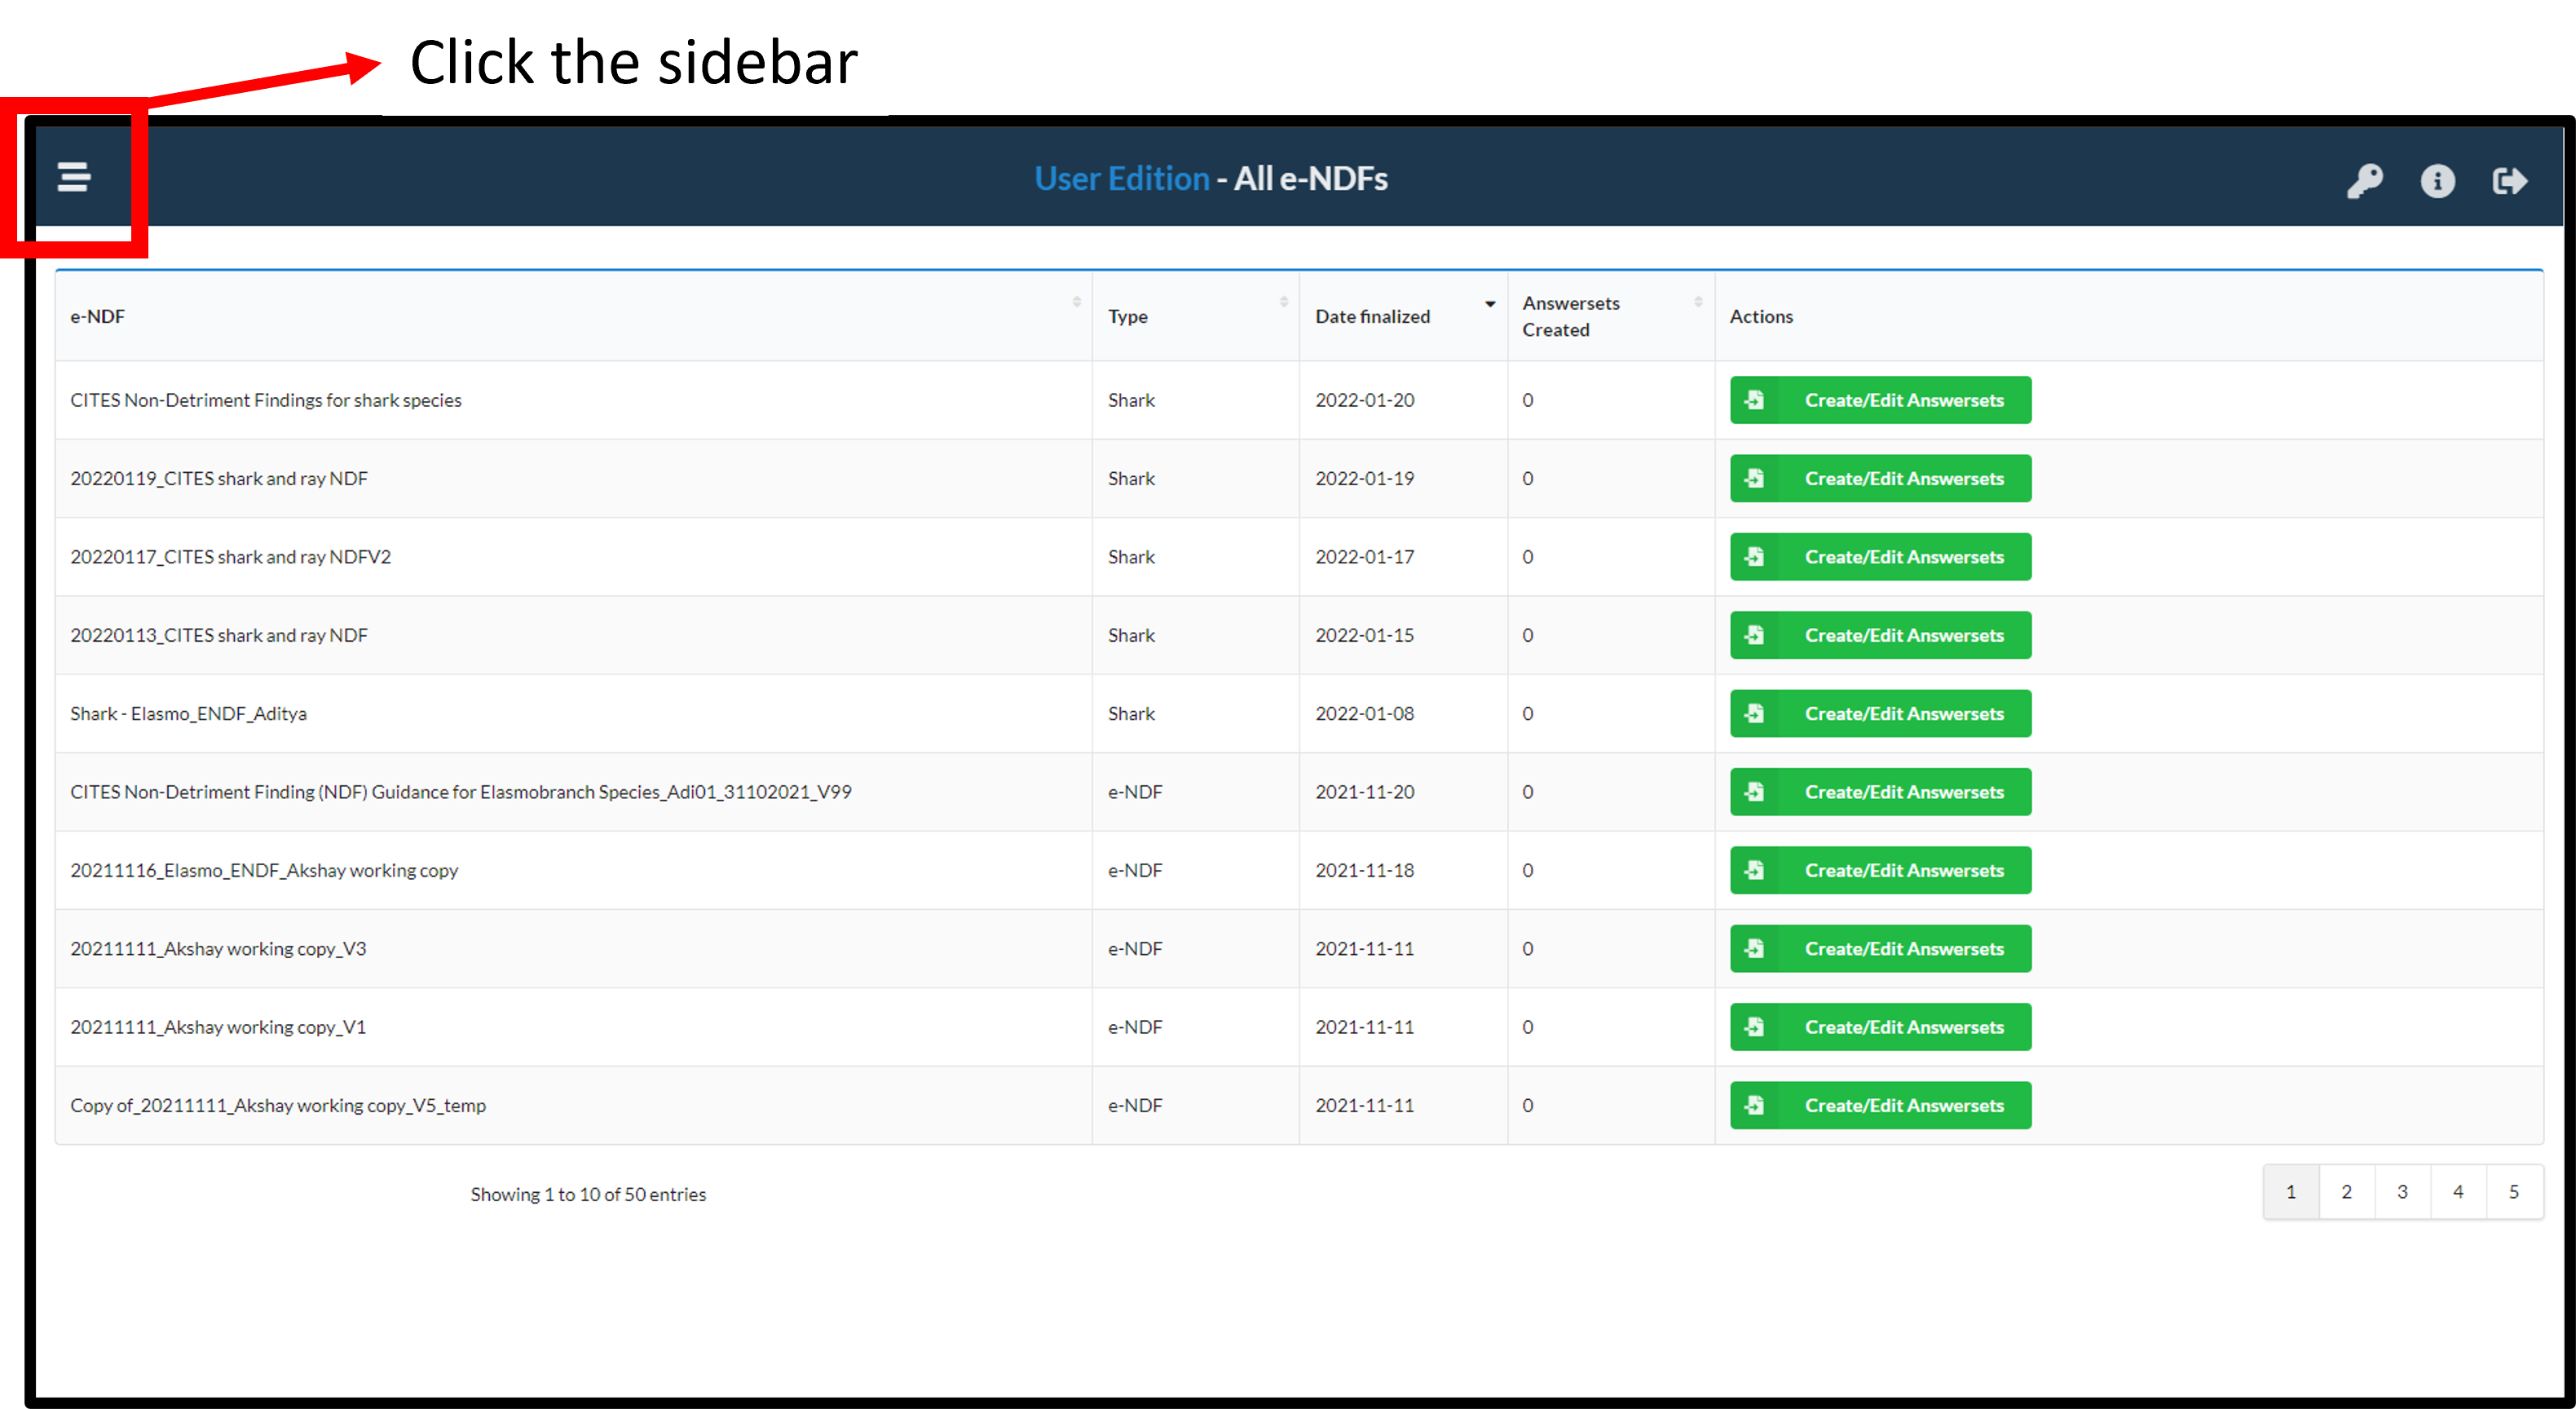 Click the sidebar
User Edition - All e-NDFs
e-NDF Type Date finalized Answersets Created Actions
CITES Non-Detriment Findings for shark species Shark 2022-01-20 0 Create/Edit Answersets
20220119_CITES shark and ray NDF Shark 2022-01-19 0 Create/Edit Answersets
20220117_CITES shark and ray NDFV2 Shark 2022-01-17 0 Create/Edit Answersets
20220113_CITES shark and ray NDF Shark 2022-01-15 0 Create/Edit Answersets
Shark - Elasmo_ENDF_Aditya Shark 2022-01-08 0 Create/Edit Answersets
CITES Non-Detriment Finding (NDF) Guidance for Elasmobranch Species_Adi01_31102021_V99 e-NDF 2021-11-20 0 Create/Edit Answersets
20211116_Elasmo_ENDF_Akshay working copy e-NDF 2021-11-18 0 Create/Edit Answersets
20211111_Akshay working copy_V3 e-NDF 2021-11-11 0 Create/Edit Answersets
20211111_Akshay working copy_V1 e-NDF 2021-11-11 0 Create/Edit Answersets
Copy of_20211111_Akshay working copy_V5_temp e-NDF 2021-11-11 0 Create/Edit Answersets
Showing 1 to 10 of 50 entries 1 2 3 4 5